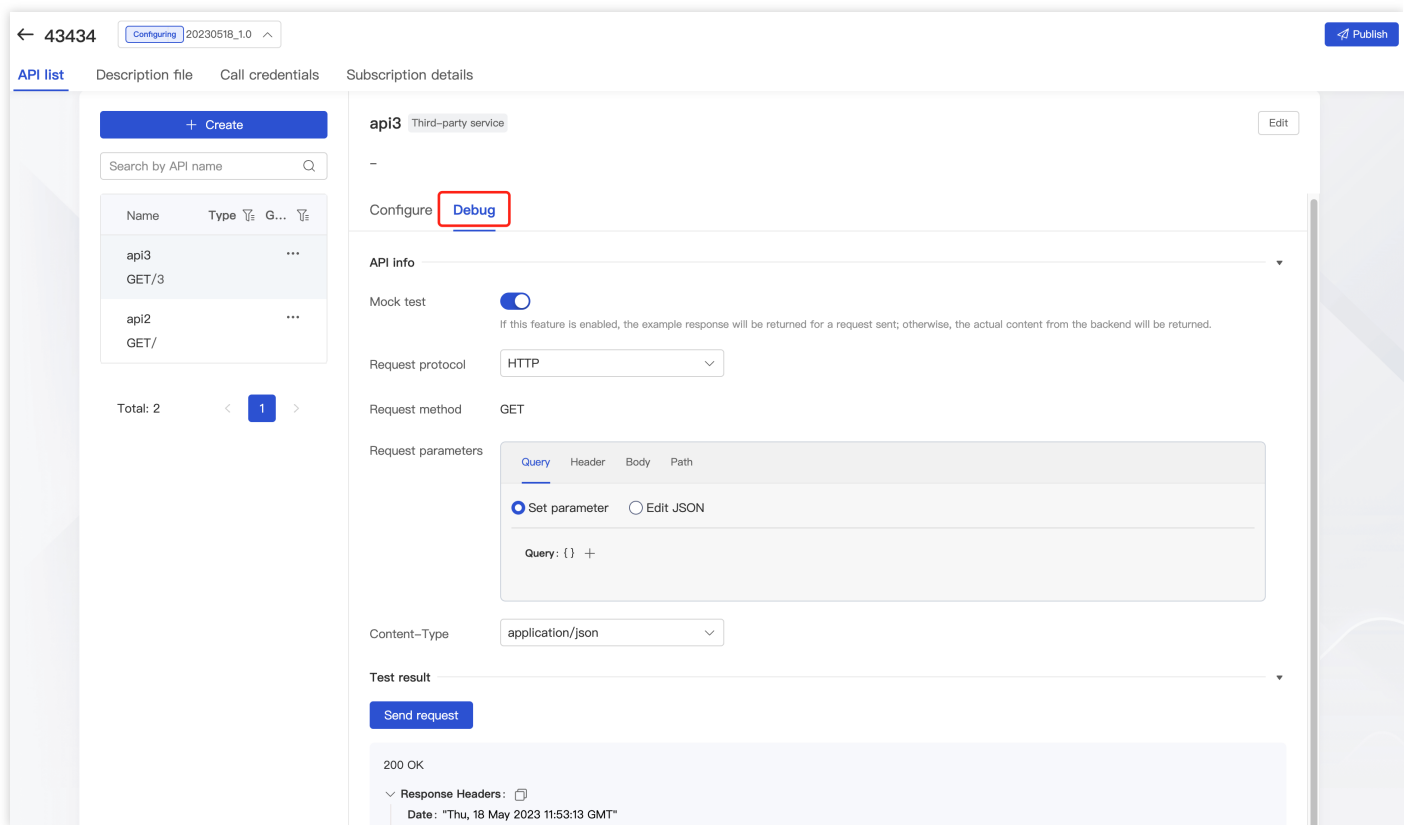 43434 Configuring 20230518_1.0 Publish
API list Description file Call credentials Subscription details
+ Create
Search by API name
Name Type G...
api3 ...
GET/3
api2 ...
GET/
Total: 2 < 1 >
api3 Third-party service Edit
–
Configure Debug
API info
Mock test
If this feature is enabled, the example response will be returned for a request sent; otherwise, the actual content from the backend will be returned.
Request protocol HTTP
Request method GET
Request parameters Query Header Body Path
Set parameter Edit JSON
Query: { } +
Content-Type application/json
Test result
Send request
200 OK
Response Headers:
Date: "Thu, 18 May 2023 11:53:13 GMT"